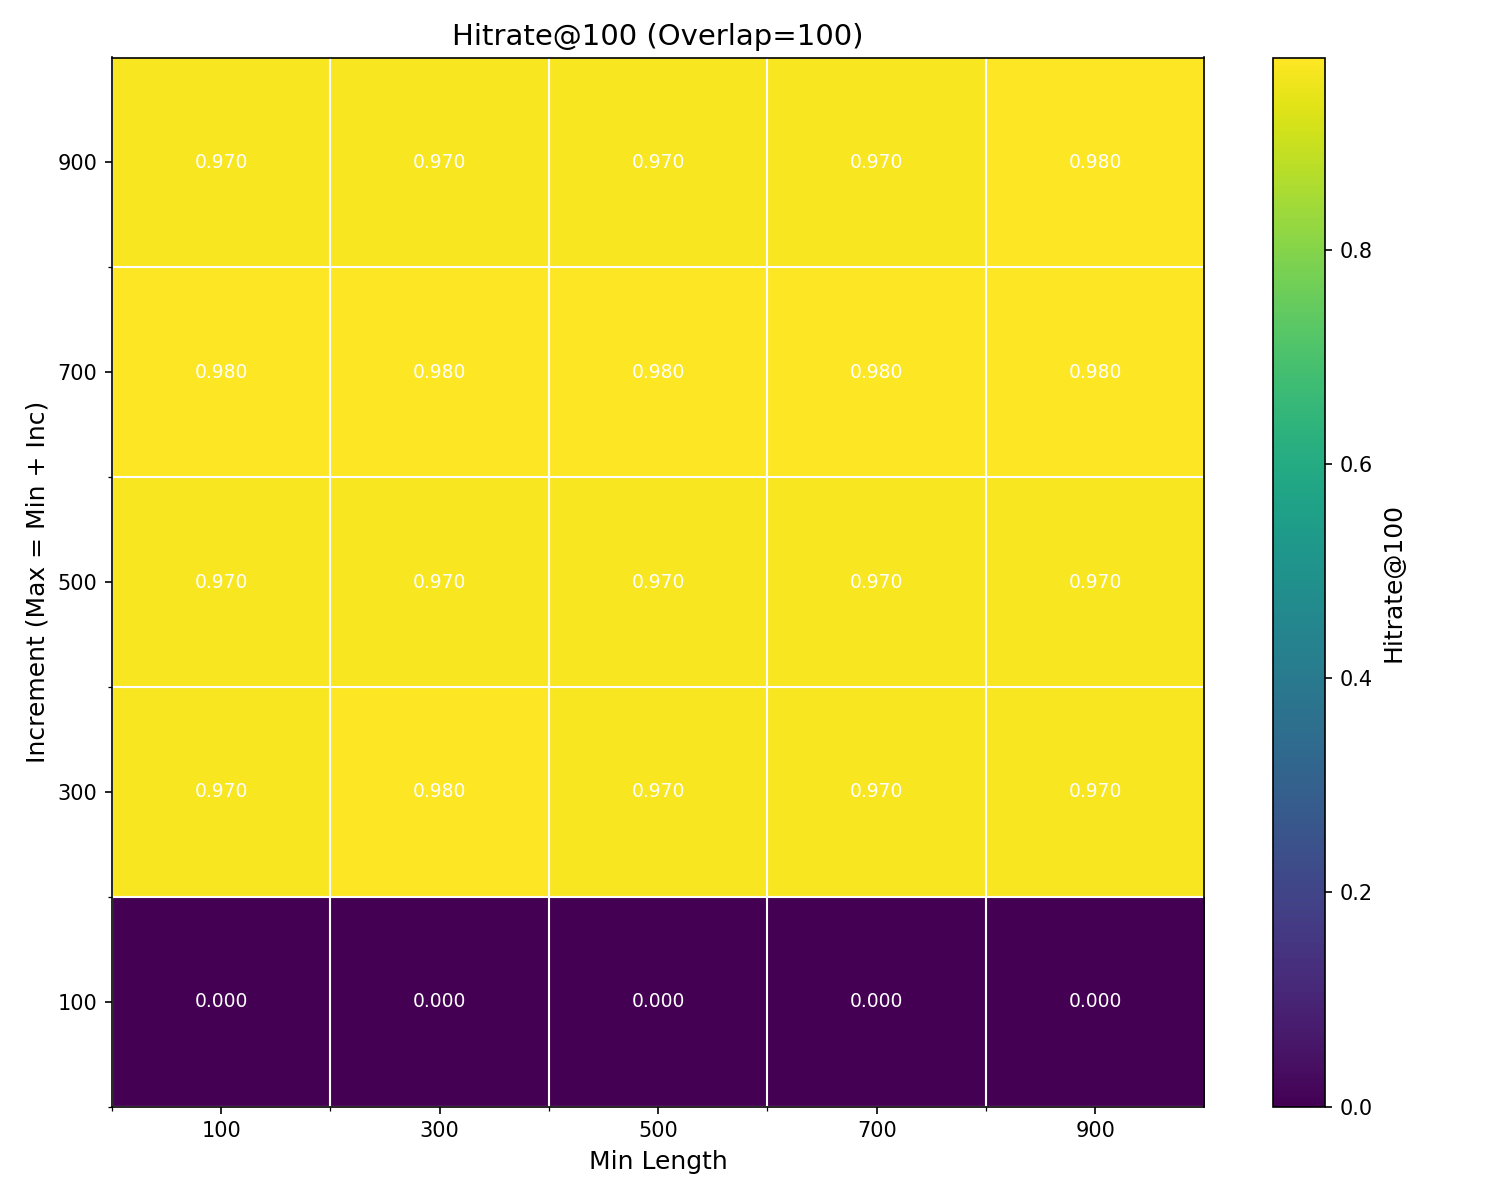 Hitrate@100 (Overlap=100)
Increment (Max = Min + Inc)
900
0.970 0.970 0.970 0.970 0.980
700
0.980 0.980 0.980 0.980 0.980
500
0.970 0.970 0.970 0.970 0.970
300
0.970 0.980 0.970 0.970 0.970
100
0.000 0.000 0.000 0.000 0.000
100 300 500 700 900
Min Length
0.8
0.6
0.4
0.2
0.0
Hitrate@100